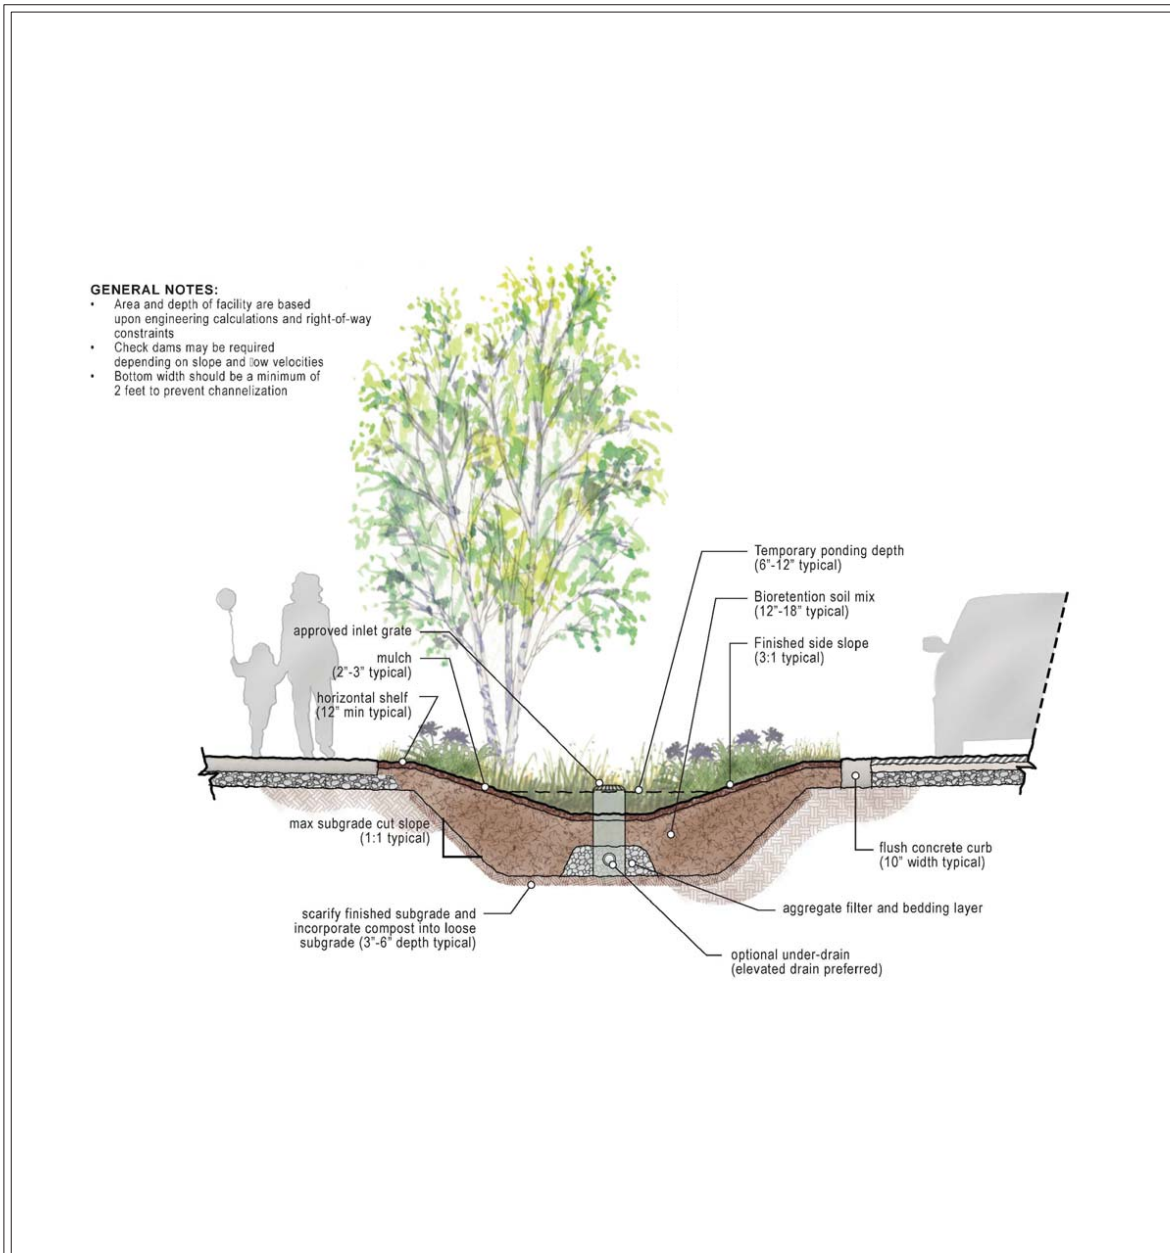 GENERAL NOTES:
• Area and depth of facility are based
upon engineering calculations and right-of-way
constraints
• Check dams may be required
depending on slope and ow velocities
• Bottom width should be a minimum of
2 feet to prevent channelization
Temporary ponding depth
(6"-12" typical)
Bioretention soil mix
(12"-18" typical)
approved inlet grate
Finished side slope
(3:1 typical)
mulch
(2"-3" typical)
horizontal shelf
(12" min typical)
max subgrade cut slope
(1:1 typical)
flush concrete curb
(10" width typical)
aggregate filter and bedding layer
scarify finished subgrade and
incorporate compost into loose
subgrade (3"-6" depth typical)
optional under-drain
(elevated drain preferred)